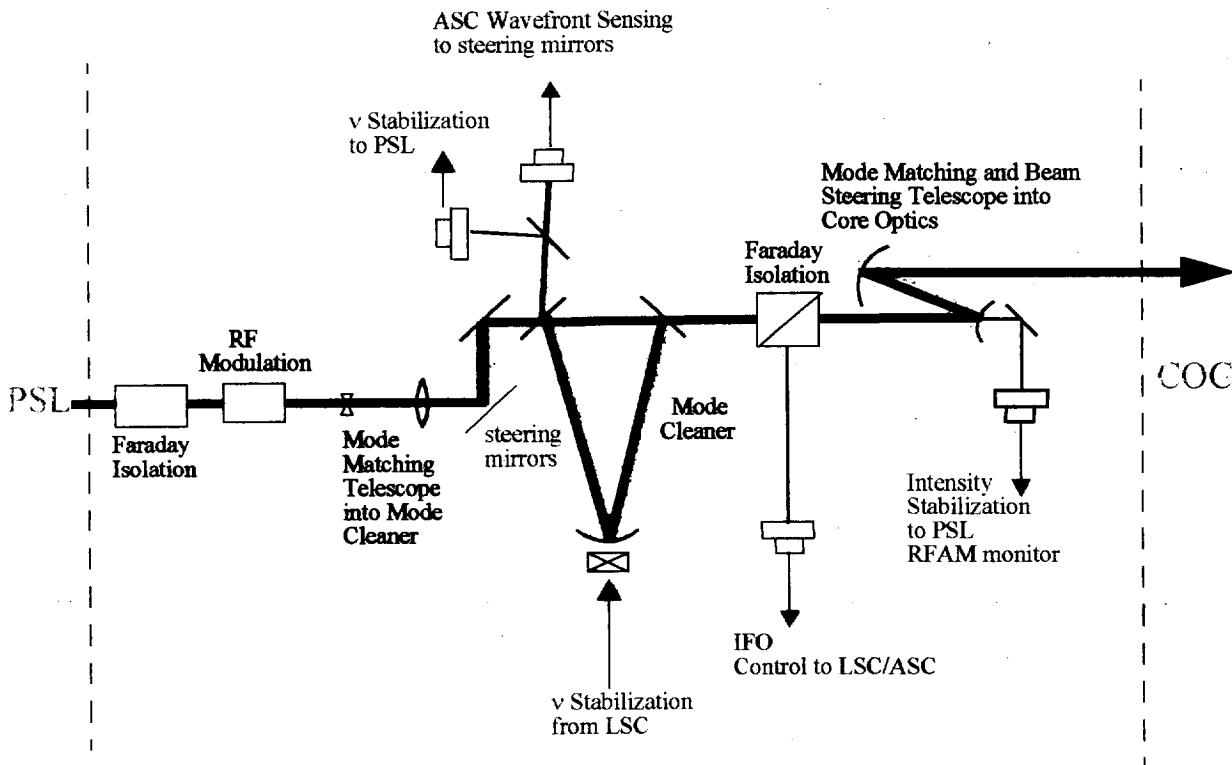 ASC Wavefront Sensing
to steering mirrors
ν Stabilization
to PSL
Mode Matching and Beam
Steering Telescope into
Core Optics
Faraday
Isolation
RF
Modulation
PSL
COC
Faraday
Isolation
Mode
Matching
Telescope
into Mode
Cleaner
steering
mirrors
Mode
Cleaner
Intensity
Stabilization
to PSL
RFAM monitor
IFO
Control to LSC/ASC
ν Stabilization
from LSC